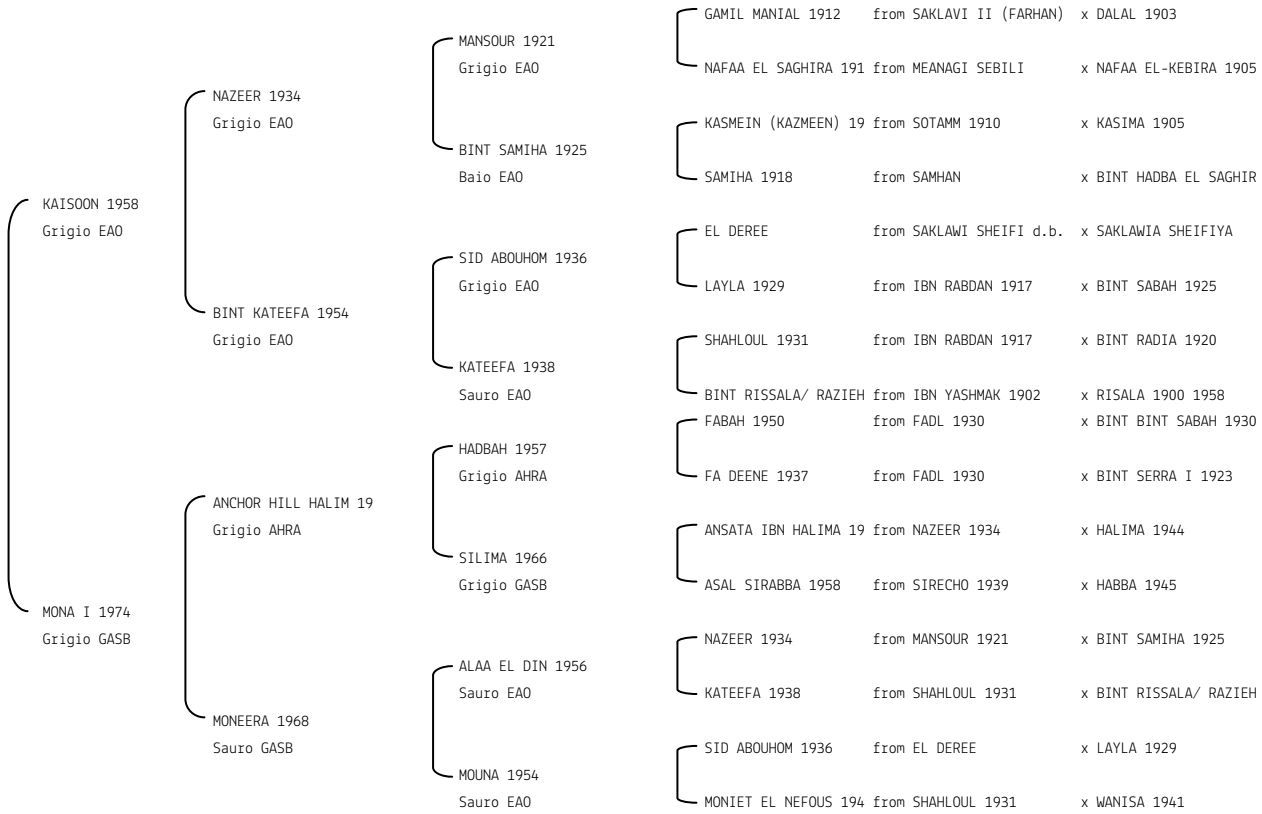 GAMIL MANIAL 1912 from SAKLAVI II (FARHAN) x DALAL 1903
MANSOUR 1921
Grigio EAO
NAFAA EL SAGHIRA 191 from MEANAGI SEBILI x NAFAA EL-KEBIRA 1905
NAZEER 1934
Grigio EAO
KASMEIN (KAZMEEN) 19 from SOTAMM 1910 x KASIMA 1905
BINT SAMIHA 1925
Baio EAO
SAMIHA 1918 from SAMHAN x BINT HADBA EL SAGHIR
KAISOON 1958
Grigio EAO
EL DEREE from SAKLAWI SHEIFI d.b. x SAKLAWIA SHEIFIYA
SID ABOUHOM 1936
Grigio EAO
LAYLA 1929 from IBN RABDAN 1917 x BINT SABAH 1925
BINT KATEEFA 1954
Grigio EAO
SHAHLOUL 1931 from IBN RABDAN 1917 x BINT RADIA 1920
KATEEFA 1938
Sauro EAO
BINT RISSALA/ RAZIEH from IBN YASHMAK 1902 x RISALA 1900 1958
FABAH 1950 from FADL 1930 x BINT BINT SABAH 1930
HADBAH 1957
Grigio AHRA
FA DEENE 1937 from FADL 1930 x BINT SERRA I 1923
ANCHOR HILL HALIM 19
Grigio AHRA
ANSATA IBN HALIMA 19 from NAZEER 1934 x HALIMA 1944
SILIMA 1966
Grigio GASB
ASAL SIRABBA 1958 from SIRECHO 1939 x HABBA 1945
MONA I 1974
Grigio GASB
NAZEER 1934 from MANSOUR 1921 x BINT SAMIHA 1925
ALAA EL DIN 1956
Sauro EAO
KATEEFA 1938 from SHAHLOUL 1931 x BINT RISSALA/ RAZIEH
MONEERA 1968
Sauro GASB
SID ABOUHOM 1936 from EL DEREE x LAYLA 1929
MOUNA 1954
Sauro EAO
MONIET EL NEFOUS 194 from SHAHLOUL 1931 x WANISA 1941